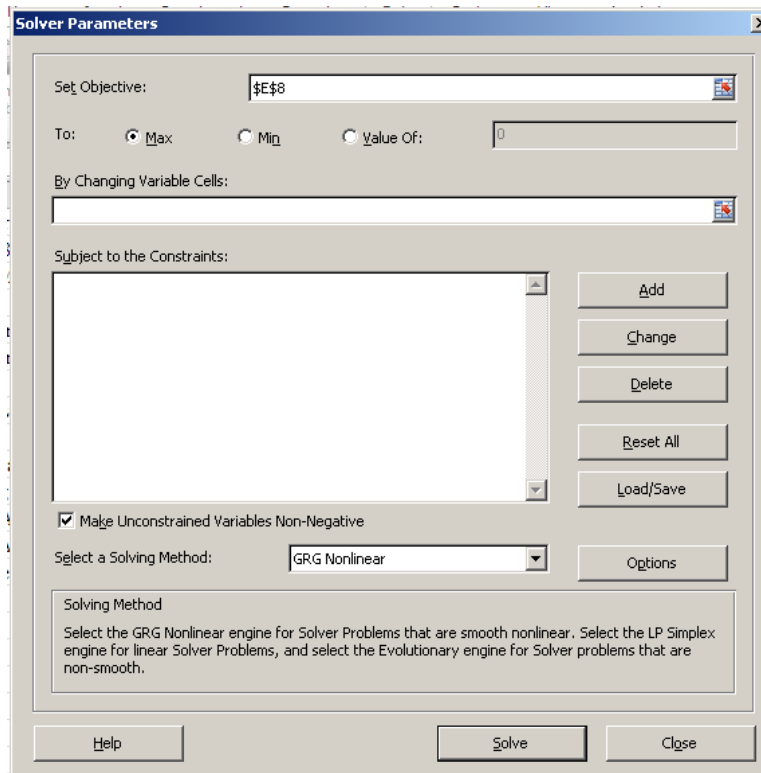 Solver Parameters
Set Objective: $E$8
To: Max Min Value Of: 0
By Changing Variable Cells:
Subject to the Constraints:
Add
Change
Delete
Reset All
Load/Save
Make Unconstrained Variables Non-Negative
Select a Solving Method: GRG Nonlinear Options
Solving Method
Select the GRG Nonlinear engine for Solver Problems that are smooth nonlinear. Select the LP Simplex
engine for linear Solver Problems, and select the Evolutionary engine for Solver problems that are
non-smooth.
Help Solve Close